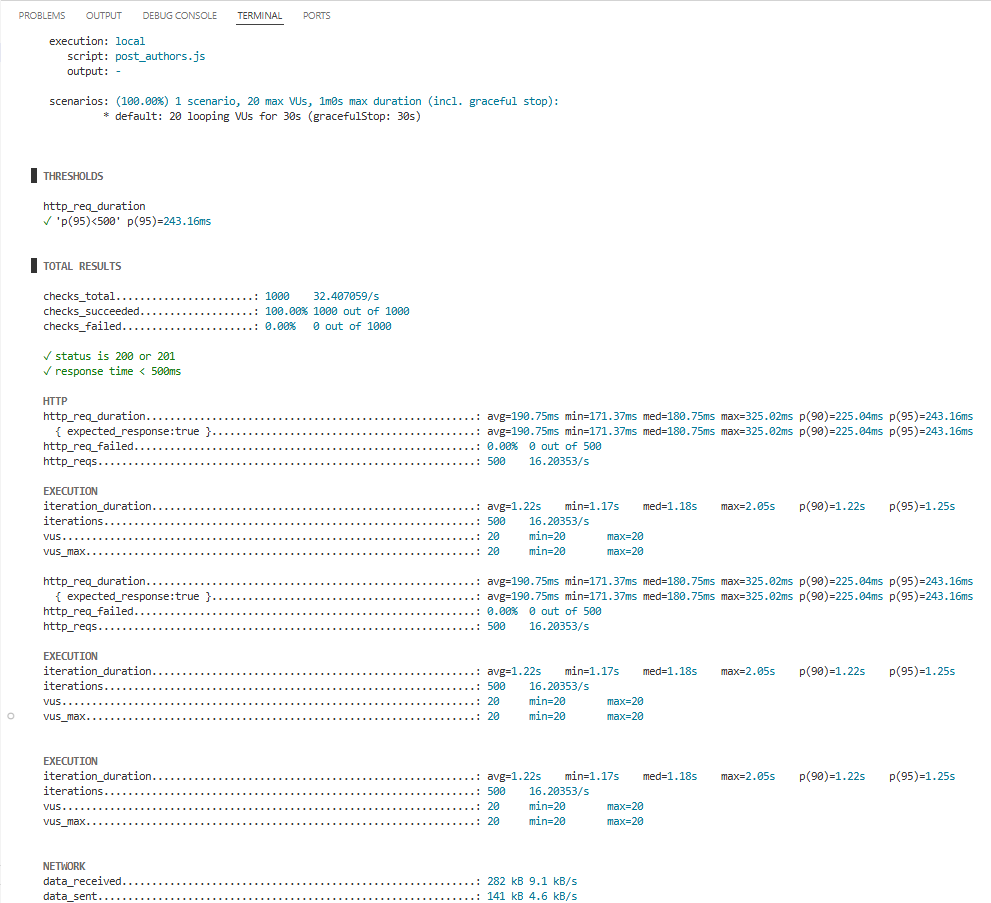 PROBLEMS OUTPUT DEBUG CONSOLE TERMINAL PORTS
execution: local
script: post_authors.js
output: -
scenarios: (100.00%) 1 scenario, 20 max VUs, 1m0s max duration (incl. graceful stop):
* default: 20 looping VUs for 30s (gracefulStop: 30s)
THRESHOLDS
http_req_duration
✓ 'p(95)<500' p(95)=243.16ms
TOTAL RESULTS
checks_total.......................: 1000 32.407059/s
checks_succeeded...................: 100.00% 1000 out of 1000
checks_failed......................: 0.00% 0 out of 1000
✓ status is 200 or 201
✓ response time < 500ms
HTTP
http_req_duration.......................................................: avg=190.75ms min=171.37ms med=180.75ms max=325.02ms p(90)=225.04ms p(95)=243.16ms
{ expected_response:true }............................................: avg=190.75ms min=171.37ms med=180.75ms max=325.02ms p(90)=225.04ms p(95)=243.16ms
http_req_failed.........................................................: 0.00% 0 out of 500
http_reqs...............................................................: 500 16.20353/s
EXECUTION
iteration_duration......................................................: avg=1.22s min=1.17s med=1.18s max=2.05s p(90)=1.22s p(95)=1.25s
iterations..............................................................: 500 16.20353/s
vus.....................................................................: 20 min=20 max=20
vus_max.................................................................: 20 min=20 max=20
http_req_duration.......................................................: avg=190.75ms min=171.37ms med=180.75ms max=325.02ms p(90)=225.04ms p(95)=243.16ms
{ expected_response:true }............................................: avg=190.75ms min=171.37ms med=180.75ms max=325.02ms p(90)=225.04ms p(95)=243.16ms
http_req_failed.........................................................: 0.00% 0 out of 500
http_reqs...............................................................: 500 16.20353/s
EXECUTION
iteration_duration......................................................: avg=1.22s min=1.17s med=1.18s max=2.05s p(90)=1.22s p(95)=1.25s
iterations..............................................................: 500 16.20353/s
vus.....................................................................: 20 min=20 max=20
vus_max.................................................................: 20 min=20 max=20
EXECUTION
iteration_duration......................................................: avg=1.22s min=1.17s med=1.18s max=2.05s p(90)=1.22s p(95)=1.25s
iterations..............................................................: 500 16.20353/s
vus.....................................................................: 20 min=20 max=20
vus_max.................................................................: 20 min=20 max=20
NETWORK
data_received...........................................................: 282 kB 9.1 kB/s
data_sent...............................................................: 141 kB 4.6 kB/s